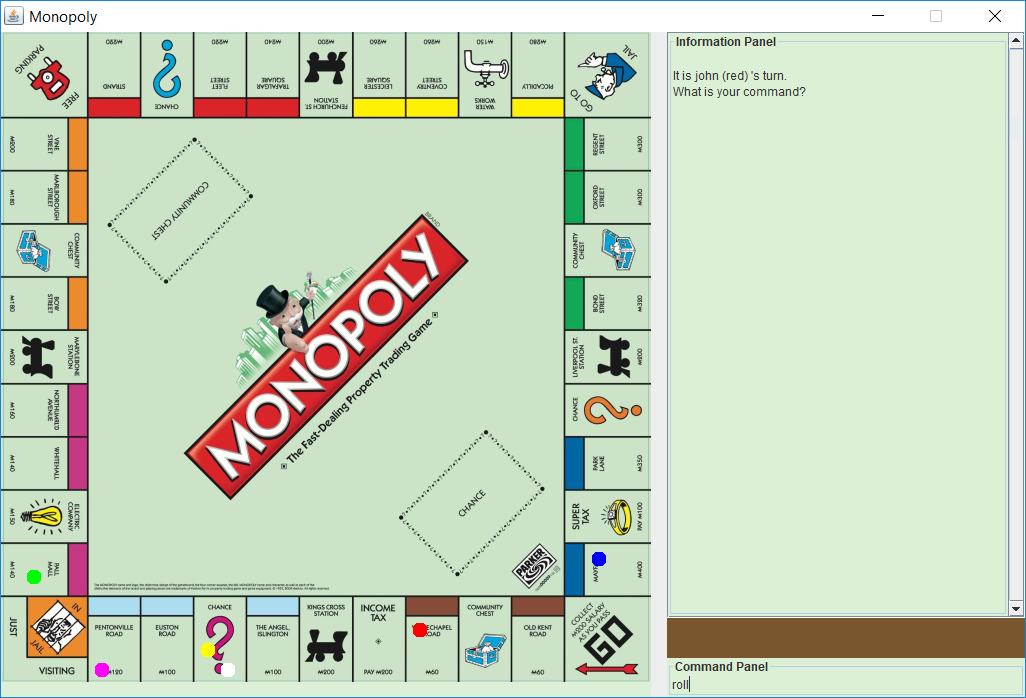 Monopoly
FREE
PARKING
₩220
STRAND
CHANCE
₩220
FLEET
STREET
₩240
TRAFALGAR
SQUARE
₩200
FENCHURCH ST.
STATION
₩260
LEICESTER
SQUARE
₩260
COVENTRY
STREET
₩150
WATER
WORKS
₩280
PICCADILLY
GO TO
JAIL
₩200
VINE
STREET
₩180
MARLBOROUGH
STREET
COMMUNITY
CHEST
₩180
BOW
STREET
₩200
MARYLEBONE
STATION
₩160
NORTHUMRL'D
AVENUE
₩140
WHITEHALL
₩150
ELECTRIC
COMPANY
₩140
PALL
MALL
REGENT
STREET
₩300
OXFORD
STREET
₩300
COMMUNITY
CHEST
BOND
STREET
₩320
LIVERPOOL ST.
STATION
₩200
CHANCE
PARK
LANE
₩350
SUPER
TAX
PAY ₩100
MAYF
₩400
COMMUNITY CHEST
BRAND
MONOPOLY
The Fast-Dealing Property Trading Game
CHANCE
PARKER
JUST
VISITING
IN
JAIL
PENTONVILLE
ROAD
₩120
EUSTON
ROAD
₩100
CHANCE
THE ANGEL,
ISLINGTON
₩100
KINGS CROSS
STATION
₩200
INCOME
TAX
PAY ₩200
ECHAPEL
OAD
₩60
COMMUNITY
CHEST
OLD KENT
ROAD
₩60
COLLECT
₩200 SALARY
AS YOU PASS
GO
Information Panel
It is john (red) 's turn.
What is your command?
Command Panel
roll